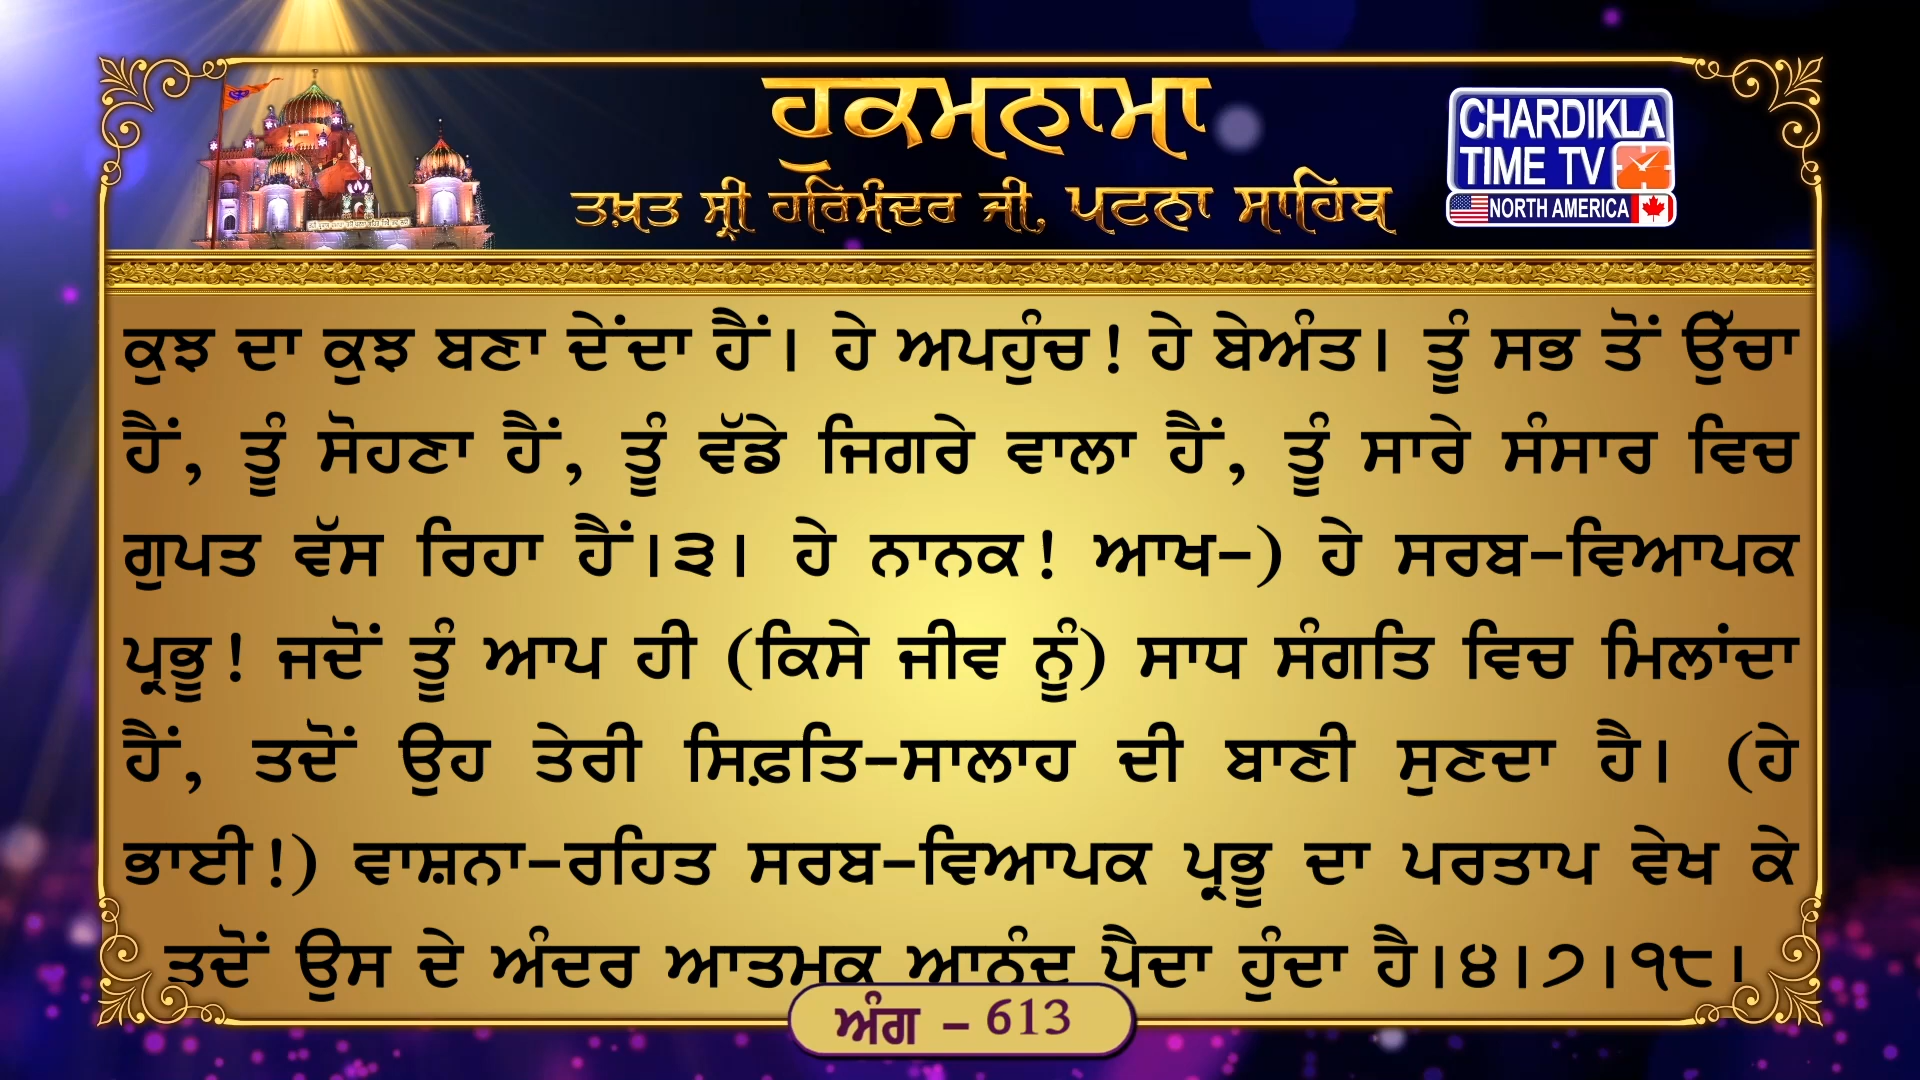 ਹੁਕਮਨਾਮਾ
ਤਖ਼ਤ ਸ੍ਰੀ ਹਰਿਮੰਦਰ ਜੀ, ਪਟਨਾ ਸਾਹਿਬ
CHARDIKLA
TIME TV
NORTH AMERICA
ਕੁਝ ਦਾ ਕੁਝ ਬਣਾ ਦੇਂਦਾ ਹੈਂ। ਹੇ ਅਪਹੁੰਚ! ਹੇ ਬੇਅੰਤ। ਤੂੰ ਸਭ ਤੋਂ ਉੱਚਾ
ਹੈਂ, ਤੂੰ ਸੋਹਣਾ ਹੈਂ, ਤੂੰ ਵੱਡੇ ਜਿਗਰੇ ਵਾਲਾ ਹੈਂ, ਤੂੰ ਸਾਰੇ ਸੰਸਾਰ ਵਿਚ
ਗੁਪਤ ਵੱਸ ਰਿਹਾ ਹੈਂ।੩। ਹੇ ਨਾਨਕ! ਆਖ-) ਹੇ ਸਰਬ-ਵਿਆਪਕ
ਪ੍ਰਭੂ! ਜਦੋਂ ਤੂੰ ਆਪ ਹੀ (ਕਿਸੇ ਜੀਵ ਨੂੰ) ਸਾਧ ਸੰਗਤਿ ਵਿਚ ਮਿਲਾਂਦਾ
ਹੈਂ, ਤਦੋਂ ਉਹ ਤੇਰੀ ਸਿਫ਼ਤਿ-ਸਾਲਾਹ ਦੀ ਬਾਣੀ ਸੁਣਦਾ ਹੈ। (ਹੇ
ਭਾਈ!) ਵਾਸ਼ਨਾ-ਰਹਿਤ ਸਰਬ-ਵਿਆਪਕ ਪ੍ਰਭੂ ਦਾ ਪਰਤਾਪ ਵੇਖ ਕੇ
ਤਦੋਂ ਉਸ ਦੇ ਅੰਦਰ ਆਤਮਕ ਆਨੰਦ ਪੈਦਾ ਹੁੰਦਾ ਹੈ।੪।੭।੧੮।
ਅੰਗ - 613